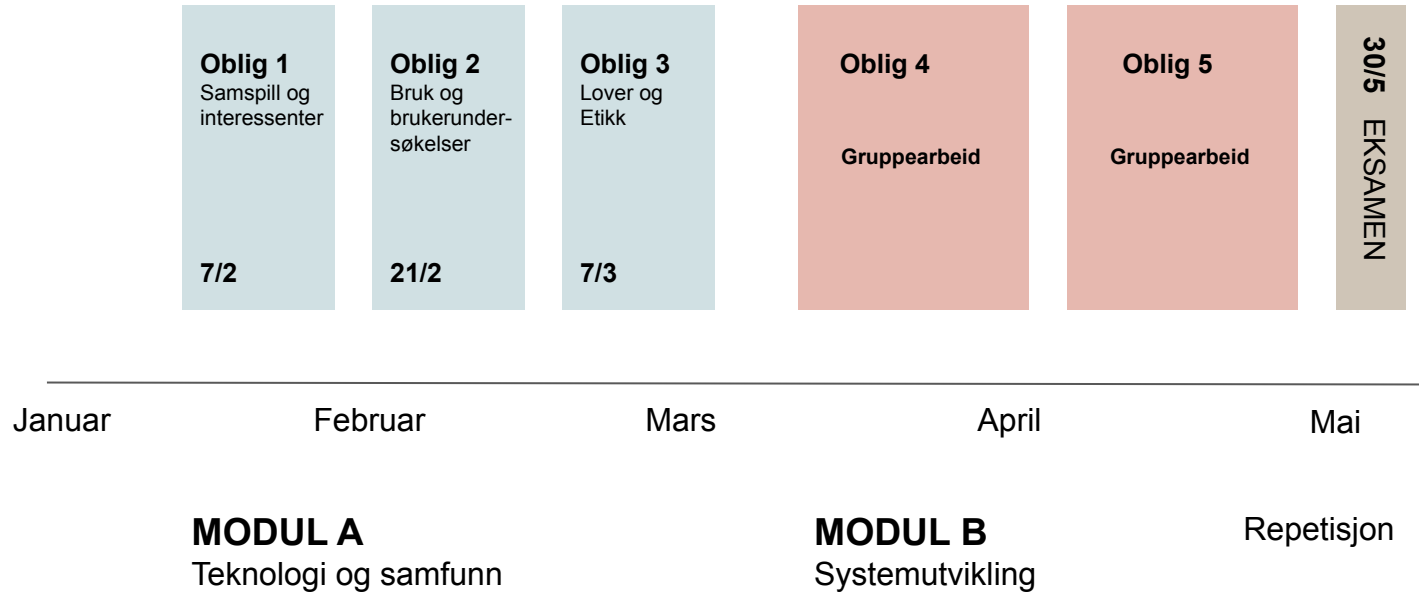 Oblig 1
Samspill og
interessenter
7/2
Oblig 2
Bruk og
brukerunder-
søkelser
21/2
Oblig 3
Lover og
Etikk
7/3
Oblig 4
Gruppearbeid
Oblig 5
Gruppearbeid
30/5 EKSAMEN
Januar
Februar
Mars
April
Mai
MODUL A
Teknologi og samfunn
MODUL B
Systemutvikling
Repetisjon